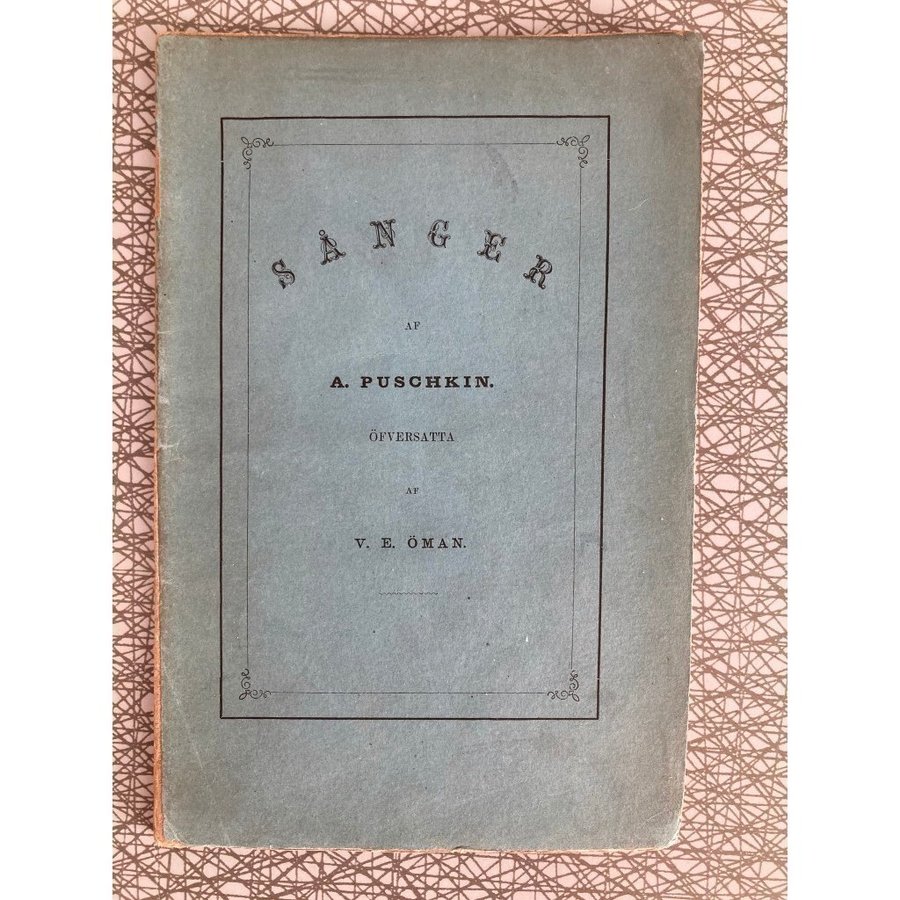 SÅNGER
AF
A. PUSCHKIN.
ÖFVERSATTA
AF
V. E. ÖMAN.